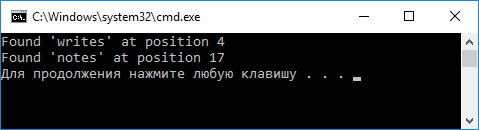 C:\Windows\system32\cmd.exe
Found 'writes' at position 4
Found 'notes' at position 17
Для продолжения нажмите любую клавишу . . .